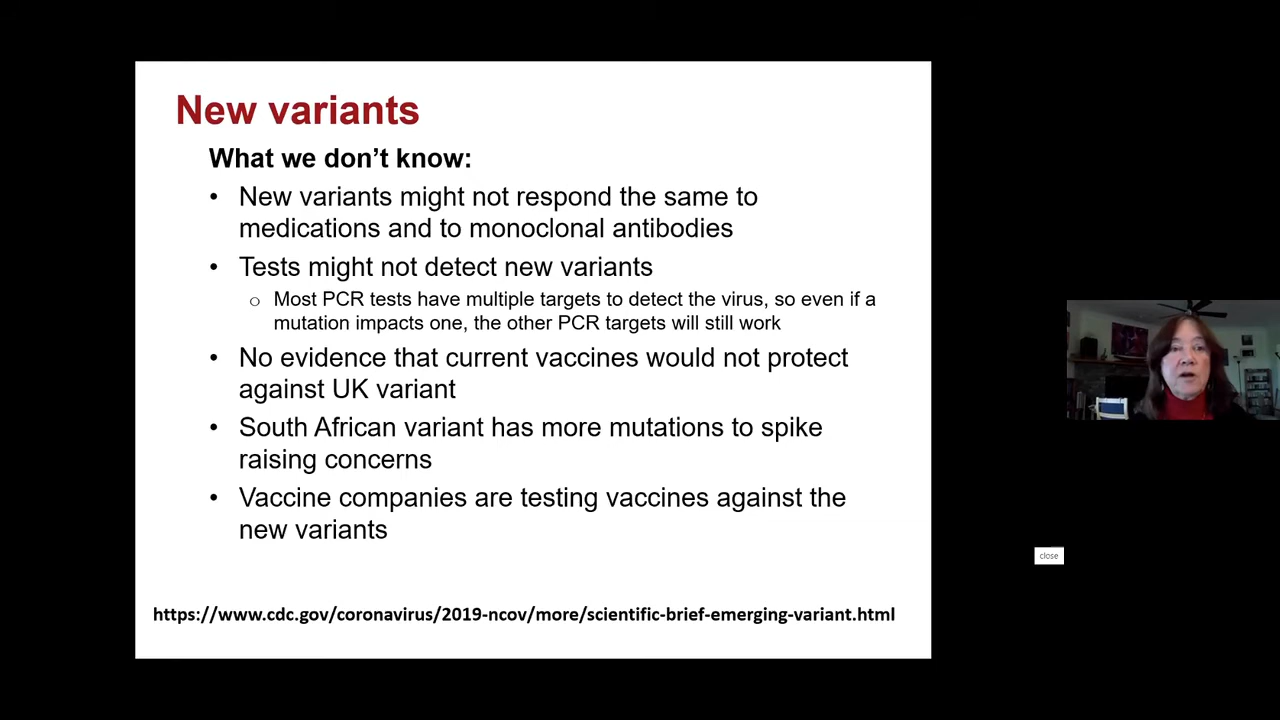 New variants
What we don’t know:
• New variants might not respond the same to
medications and to monoclonal antibodies
• Tests might not detect new variants
o Most PCR tests have multiple targets to detect the virus, so even if a
mutation impacts one, the other PCR targets will still work
• No evidence that current vaccines would not protect
against UK variant
• South African variant has more mutations to spike
raising concerns
• Vaccine companies are testing vaccines against the
new variants
https://www.cdc.gov/coronavirus/2019-ncov/more/scientific-brief-emerging-variant.html
close